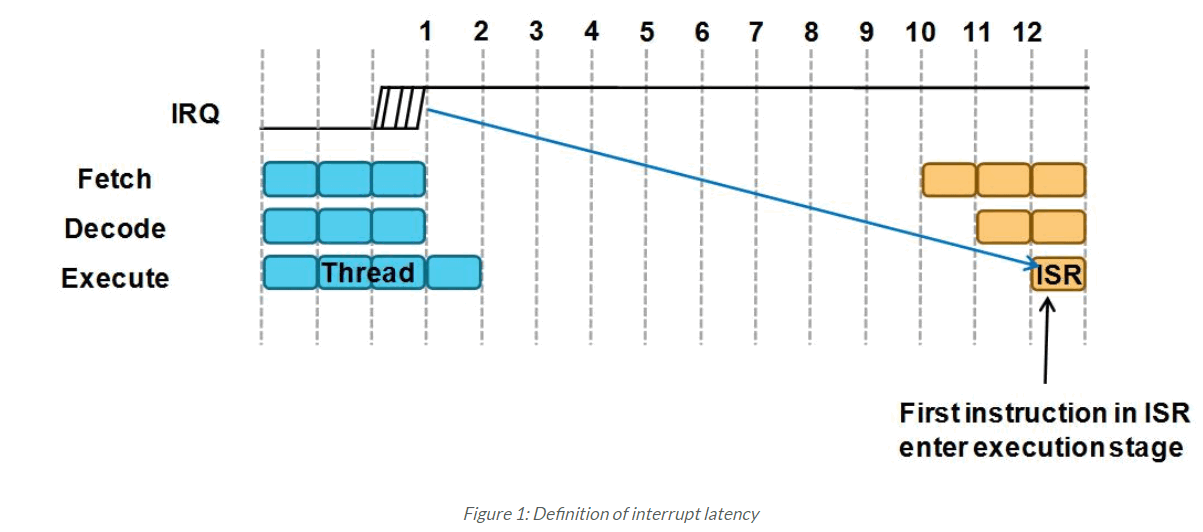 1 2 3 4 5 6 7 8 9 10 11 12
IRQ
Fetch
Decode
Execute
Thread
ISR
First instruction in ISR
enter execution stage
Figure 1: Definition of interrupt latency